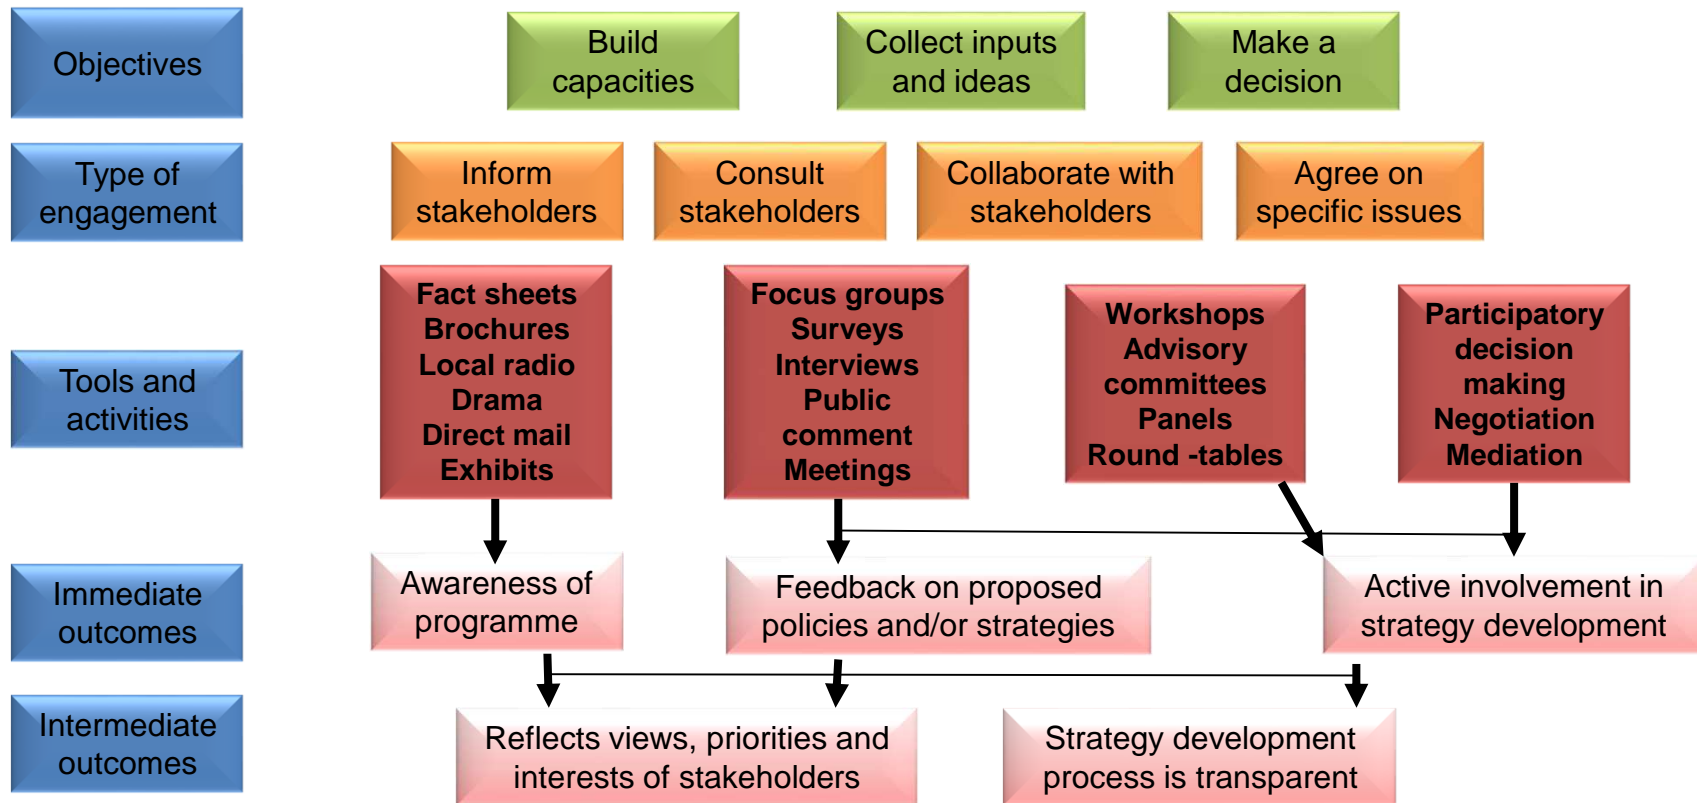 Objectives
Build
capacities
Collect inputs
and ideas
Make a
decision
Type of
engagement
Inform
stakeholders
Consult
stakeholders
Collaborate with
stakeholders
Agree on
specific issues
Tools and
activities
Fact sheets
Brochures
Local radio
Drama
Direct mail
Exhibits
Focus groups
Surveys
Interviews
Public
comment
Meetings
Workshops
Advisory
committees
Panels
Round -tables
Participatory
decision
making
Negotiation
Mediation
Immediate
outcomes
Awareness of
programme
Feedback on proposed
policies and/or strategies
Active involvement in
strategy development
Intermediate
outcomes
Reflects views, priorities and
interests of stakeholders
Strategy development
process is transparent